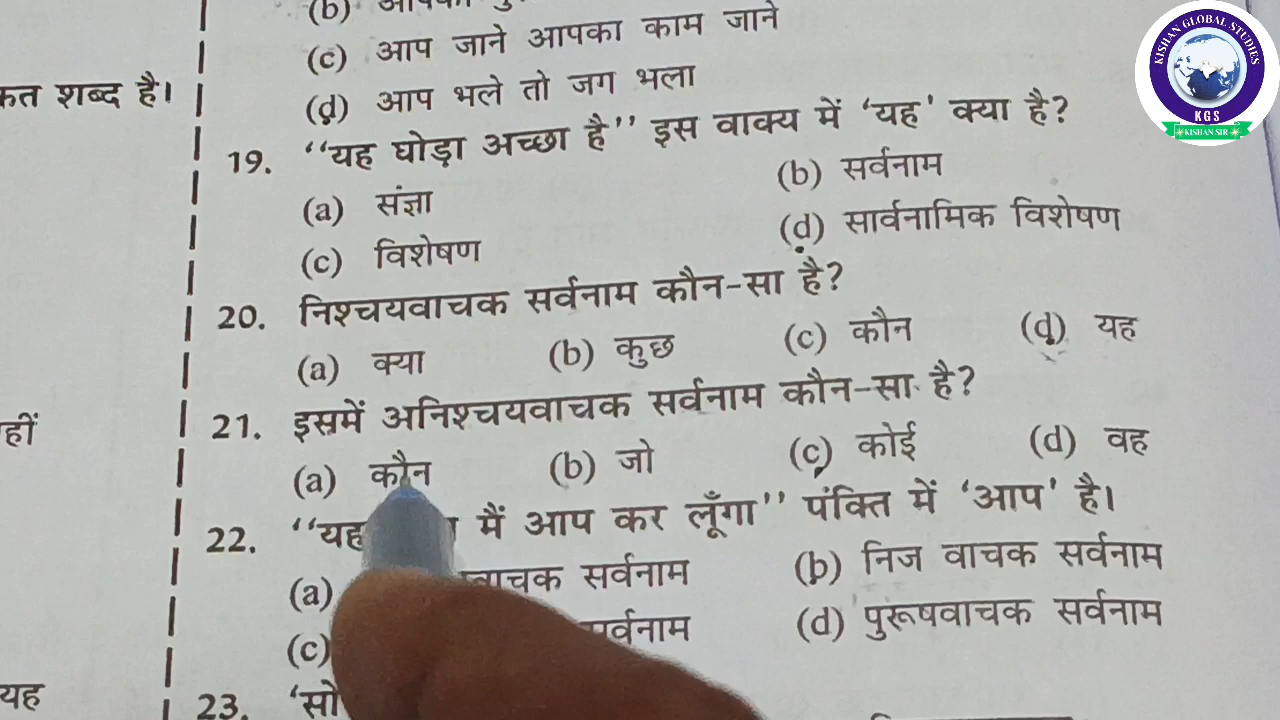 (b)
(c) आप जाने आपका काम जाने
(d) आप भले तो जग भला
शब्द है।
19. “यह घोड़ा अच्छा है” इस वाक्य में ‘यह’ क्या है?
(a) संज्ञा (b) सर्वनाम
(c) विशेषण (d) सार्वनामिक विशेषण
20. निश्चयवाचक सर्वनाम कौन-सा है?
(a) क्या (b) कुछ (c) कौन (d) यह
21. इसमें अनिश्चयवाचक सर्वनाम कौन-सा है?
हीं
(a) कौन (b) जो (c) कोई (d) वह
22. “यह मैं आप कर लूँगा” पंक्ति में ‘आप’ है।
(a) वाचक सर्वनाम (b) निज वाचक सर्वनाम
(c) सर्वनाम (d) पुरूषवाचक सर्वनाम
यह
23. ‘सो
KISHAN GLOBAL STUDIES
KGS
KISHAN SIR